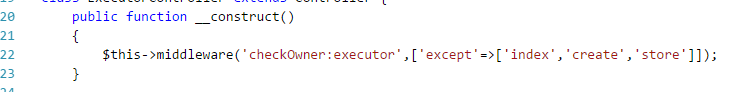 20 public function __construct()
21 {
22 $this->middleware('checkOwner:executor',['except'=>['index','create','store']]);
23 }